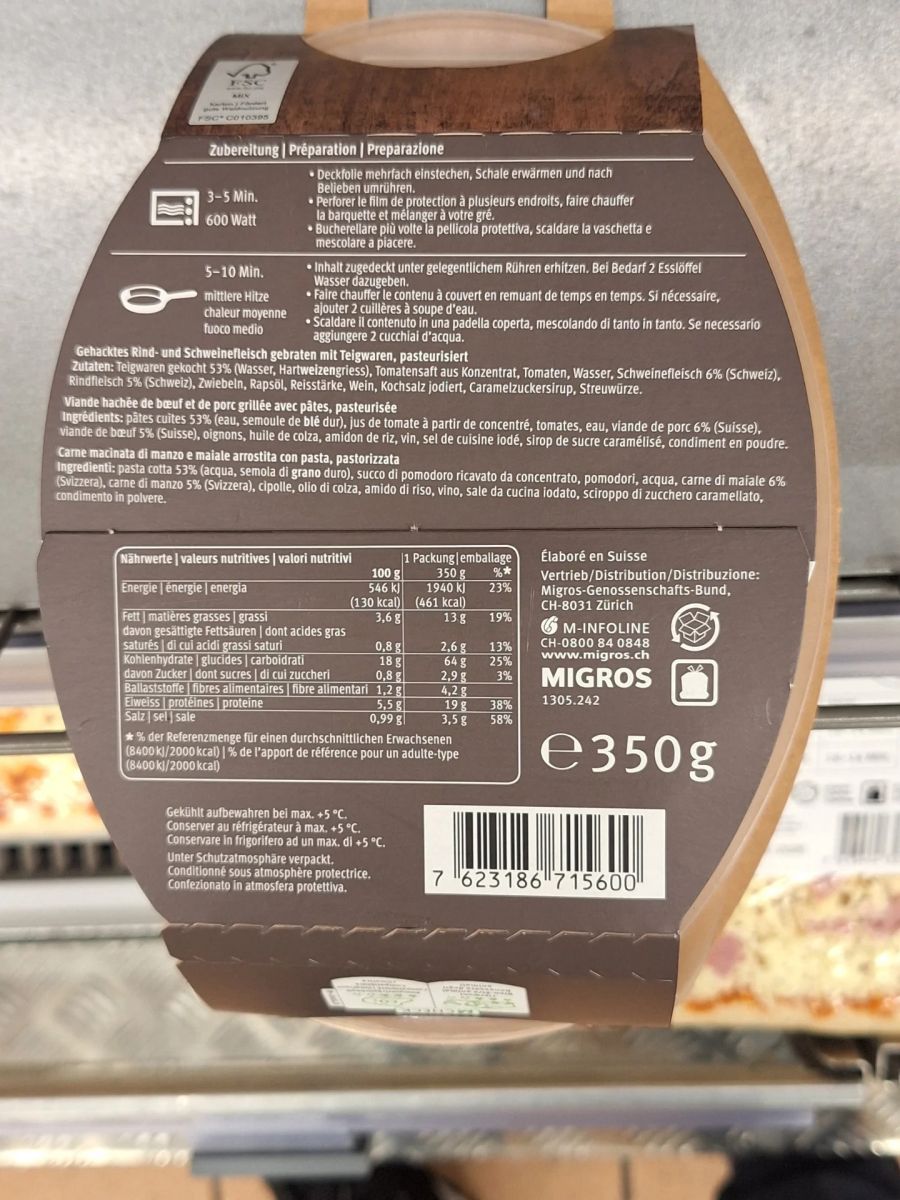 FSC
MIX
FSC® C010395
Zubereitung | Préparation | Preparazione
3–5 Min.
600 Watt
• Deckfolie mehrfach einstechen, Schale erwärmen und nach
Belieben umrühren.
• Perforer le film de protection à plusieurs endroits, faire chauffer
la barquette et mélanger à votre gré.
• Bucherellare più volte la pellicola protettiva, scaldare la vaschetta e
mescolare a piacere.
5–10 Min.
mittlere Hitze
chaleur moyenne
fuoco medio
• Inhalt zugedeckt unter gelegentlichem Rühren erhitzen. Bei Bedarf 2 Esslöffel
Wasser dazugeben.
• Faire chauffer le contenu à couvert en remuant de temps en temps. Si nécessaire,
ajouter 2 cuillères à soupe d'eau.
• Scaldare il contenuto in una padella coperta, mescolando di tanto in tanto. Se necessario
aggiungere 2 cucchiai d'acqua.
Gehacktes Rind- und Schweinefleisch gebraten mit Teigwaren, pasteurisiert
Zutaten: Teigwaren gekocht 53% (Wasser, Hartweizengriess), Tomatensaft aus Konzentrat, Tomaten, Wasser, Schweinefleisch 6% (Schweiz),
Rindfleisch 5% (Schweiz), Zwiebeln, Rapsöl, Reisstärke, Wein, Kochsalz jodiert, Caramelzuckersirup, Streuwürze.
Viande hachée de bœuf et de porc grillée avec pâtes, pasteurisée
Ingrédients: pâtes cuites 53% (eau, semoule de blé dur), jus de tomate à partir de concentré, tomates, eau, viande de porc 6% (Suisse),
viande de bœuf 5% (Suisse), oignons, huile de colza, amidon de riz, vin, sel de cuisine iodé, sirop de sucre caramélisé, condiment en poudre.
Carne macinata di manzo e maiale arrostita con pasta, pastorizzata
Ingredienti: pasta cotta 53% (acqua, semola di grano duro), succo di pomodoro ricavato da concentrato, pomodori, acqua, carne di maiale 6%
(Svizzera), carne di manzo 5% (Svizzera), cipolle, olio di colza, amido di riso, vino, sale da cucina iodato, sciroppo di zucchero caramellato,
condimento in polvere.
Nährwerte | valeurs nutritives | valori nutritivi 1 Packung|emballage
100 g 350 g %*
Energie | énergie | energia 546 kJ 1940 kJ 23%
(130 kcal) (461 kcal)
Fett | matières grasses | grassi 3,6 g 13 g 19%
davon gesättigte Fettsäuren | dont acides gras
saturés | di cui acidi grassi saturi 0,8 g 2,6 g 13%
Kohlenhydrate | glucides | carboidrati 18 g 64 g 25%
davon Zucker | dont sucres | di cui zuccheri 0,8 g 2,9 g 3%
Ballaststoffe | fibres alimentaires | fibre alimentari 1,2 g 4,2 g
Eiweiss | protéines | proteine 5,5 g 19 g 38%
Salz | sel | sale 0,99 g 3,5 g 58%
* % der Referenzmenge für einen durchschnittlichen Erwachsenen
(8400 kJ/2000 kcal) | % de l'apport de référence pour un adulte-type
(8400 kJ/2000 kcal)
Élaboré en Suisse
Vertrieb/Distribution/Distribuzione:
Migros-Genossenschafts-Bund,
CH-8031 Zürich
M-INFOLINE
CH-0800 84 0848
www.migros.ch
MIGROS
1305.242
℮ 350 g
Gekühlt aufbewahren bei max. +5 °C.
Conserver au réfrigérateur à max. +5 °C.
Conservare in frigorifero ad un max. di +5 °C.
Unter Schutzatmosphäre verpackt.
Conditionné sous atmosphère protectrice.
Confezionato in atmosfera protettiva.
7 623186 715600